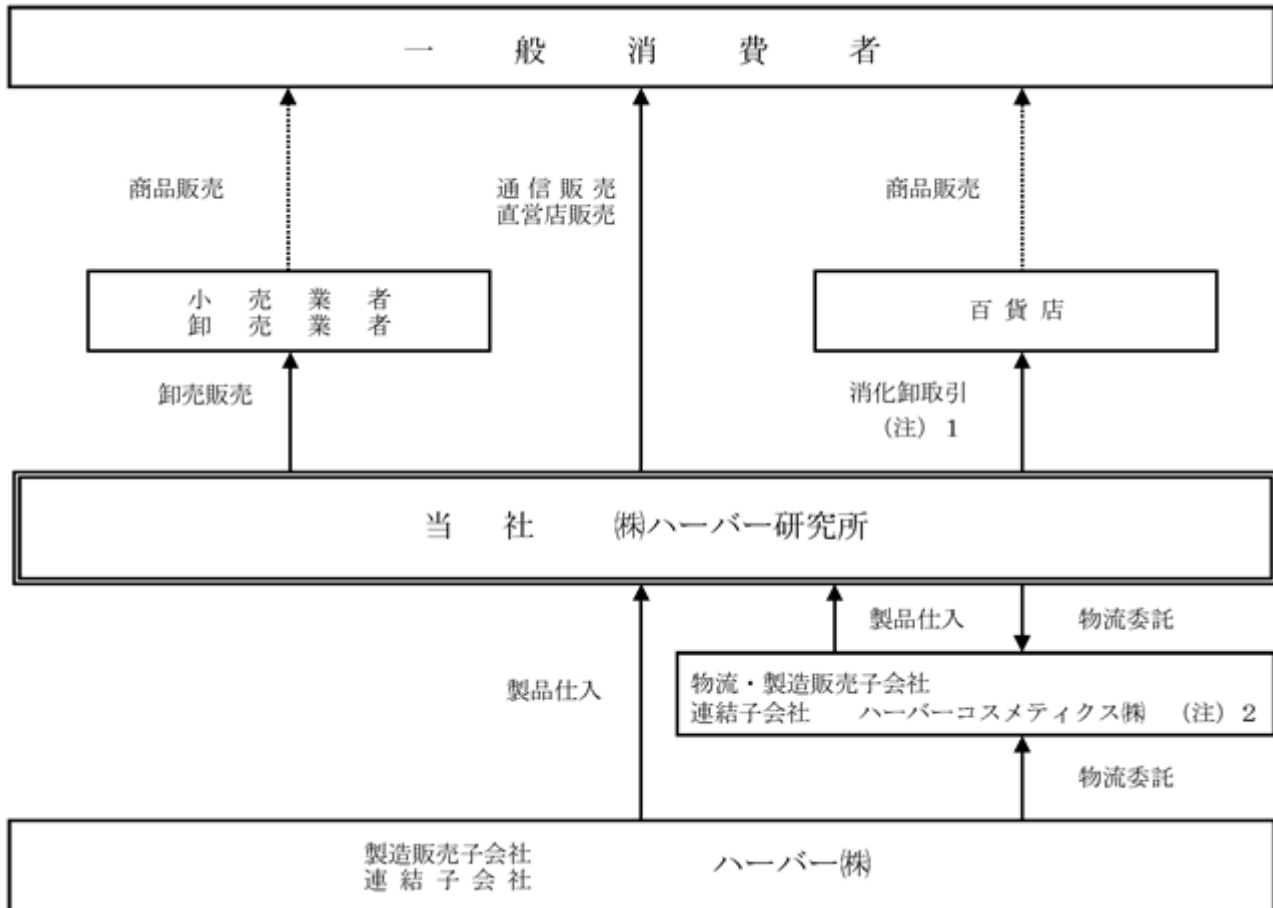 一般消費者
商品販売
通信販売
直営店販売
商品販売
小売業者
卸売業者
百貨店
卸売販売
消化卸取引
（注）１
当社 ㈱ハーバー研究所
製品仕入
物流委託
製品仕入
物流・製造販売子会社
連結子会社 ハーバーコスメティクス㈱ （注）２
物流委託
製造販売子会社
連結子会社
ハーバー㈱